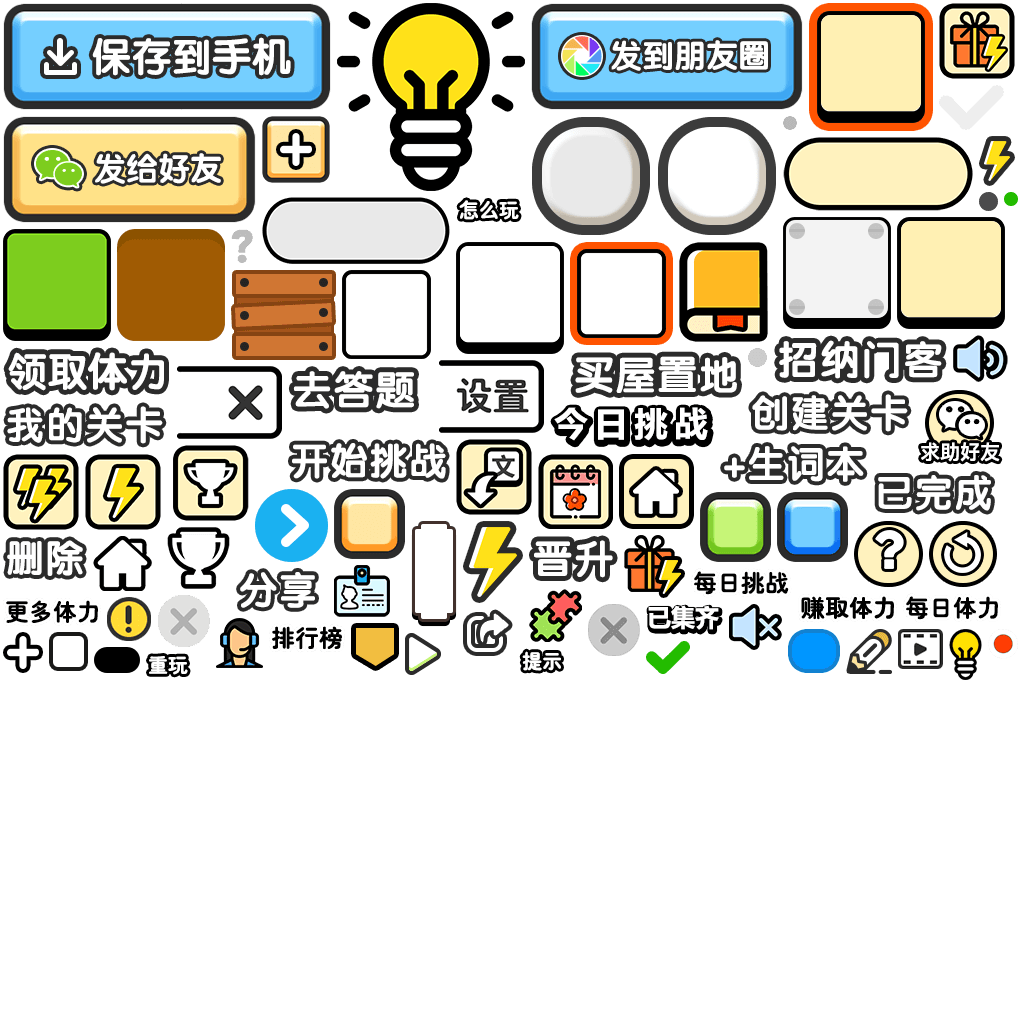 保存到手机
发到朋友圈
发给好友
怎么玩
?
领取体力
去答题
设置
买屋置地
招纳门客
我的关卡
今日挑战
创建关卡
求助好友
开始挑战
文
+生词本
已完成
删除
晋升
?
分享
每日挑战
更多体力
排行榜
已集齐
赚取体力
每日体力
重玩
提示